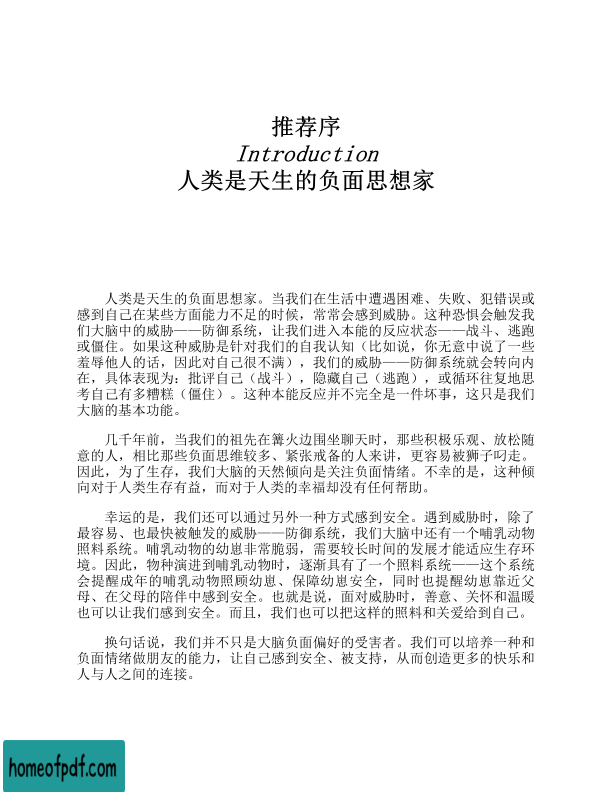 推荐序
Introduction
人类是天生的负面思想家
人类是天生的负面思想家。当我们在生活中遭遇困难、失败、犯错误或
感到自己在某些方面能力不足的时候，常常会感到威胁。这种恐惧会触发我
们大脑中的威胁——防御系统，让我们进入本能的反应状态——战斗、逃跑
或僵住。如果这种威胁是针对我们的自我认知（比如说，你无意中说了一些
羞辱他人的话，因此对自己很不满），我们的威胁——防御系统就会转向内
在，具体表现为：批评自己（战斗），隐藏自己（逃跑），或循环往复地思
考自己有多糟糕（僵住）。这种本能反应并不完全是一件坏事，这只是我们
大脑的基本功能。
几千年前，当我们的祖先在篝火边围坐聊天时，那些积极乐观、放松随
意的人，相比那些负面思维较多、紧张戒备的人来讲，更容易被狮子叼走。
因此，为了生存，我们大脑的天然倾向是关注负面情绪。不幸的是，这种倾
向对于人类生存有益，而对于人类的幸福却没有任何帮助。
幸运的是，我们还可以通过另外一种方式感到安全。遇到威胁时，除了
最容易、也最快被触发的威胁——防御系统，我们大脑中还有一个哺乳动物
照料系统。哺乳动物的幼崽非常脆弱，需要较长时间的发展才能适应生存环
境。因此，物种演进到哺乳动物时，逐渐具有了一个照料系统——这个系统
会提醒成年的哺乳动物照顾幼崽、保障幼崽安全，同时也提醒幼崽靠近父
母、在父母的陪伴中感到安全。也就是说，面对威胁时，善意、关怀和温暖
也可以让我们感到安全。而且，我们也可以把这样的照料和关爱给到自己。
换句话说，我们并不只是大脑负面偏好的受害者。我们可以培养一种和
负面情绪做朋友的能力，让自己感到安全、被支持，从而创造更多的快乐和
人与人之间的连接。
homeofpdf.com